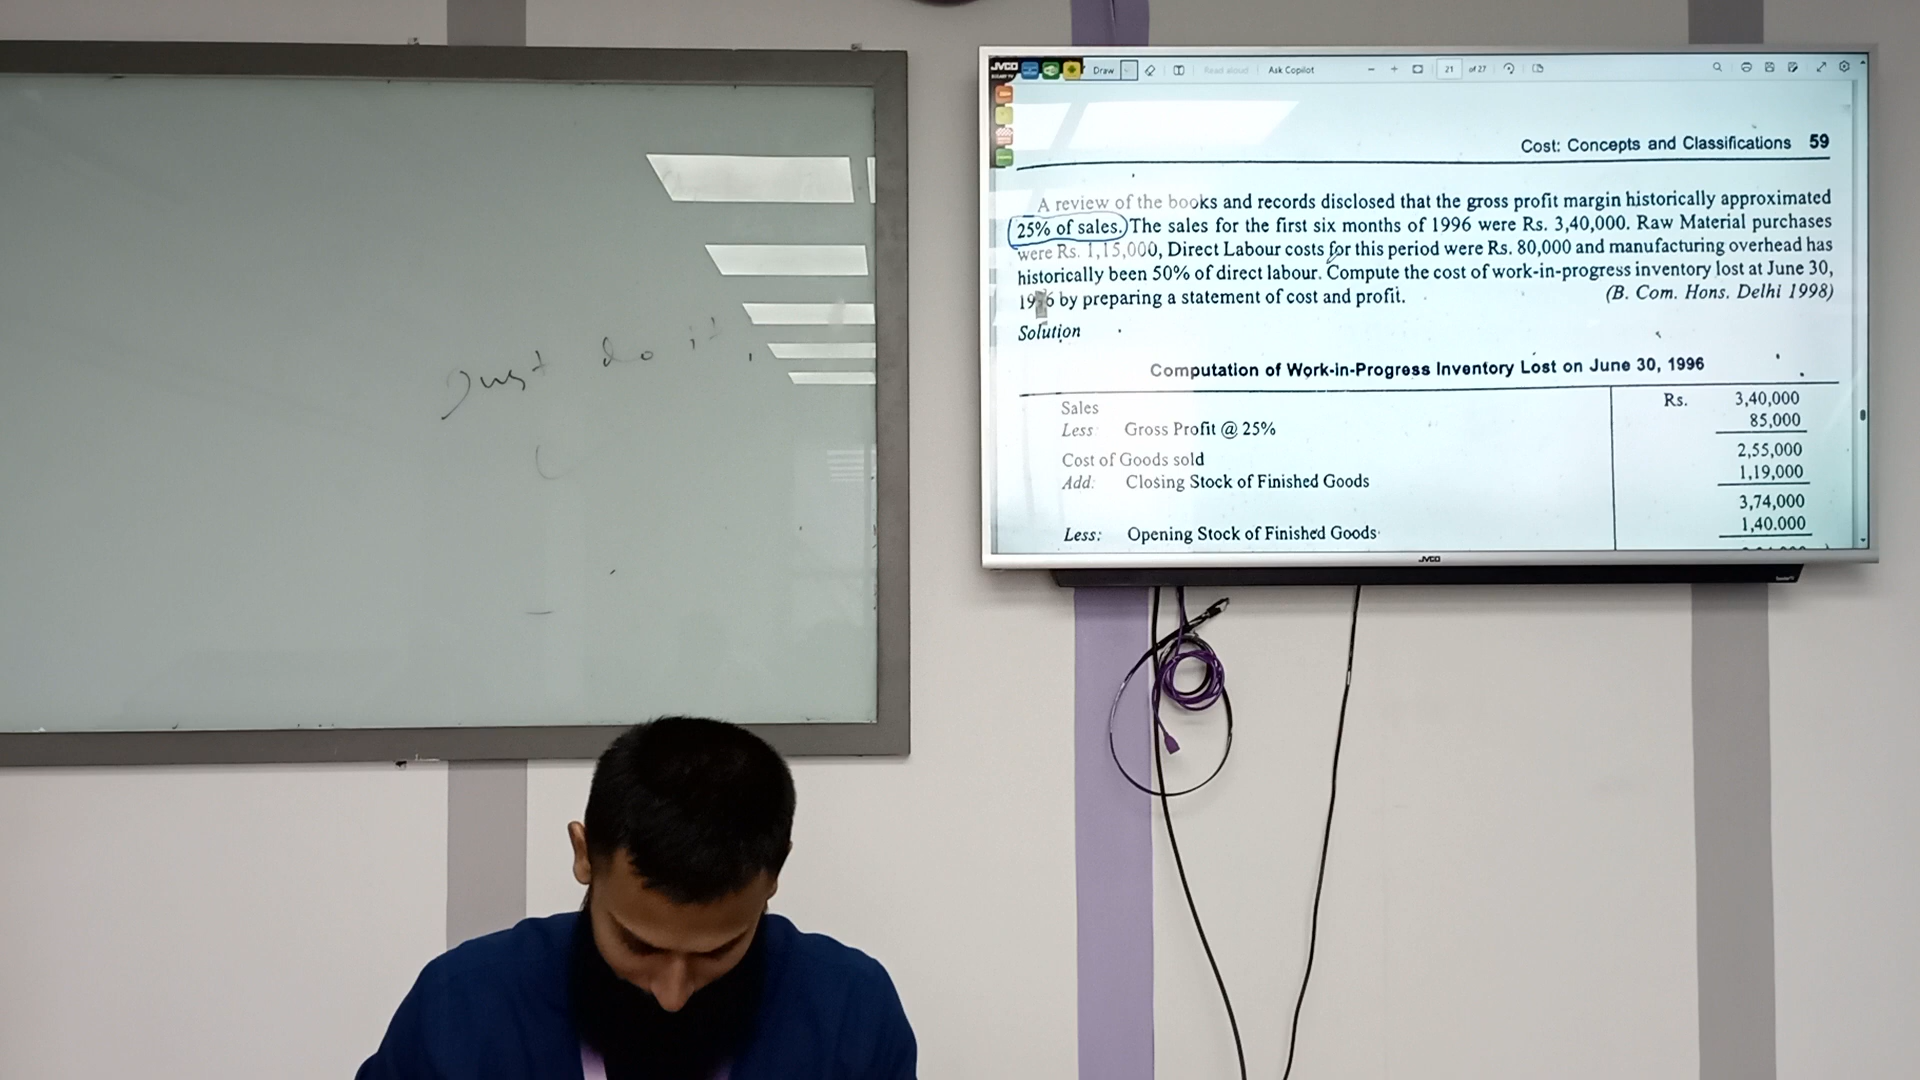 Just do it,
JVCO
Draw
Read aloud
Ask Copilot
21 of 27
Cost: Concepts and Classifications 59
A review of the books and records disclosed that the gross profit margin historically approximated
25% of sales. The sales for the first six months of 1996 were Rs. 3,40,000. Raw Material purchases
were Rs. 1,15,000, Direct Labour costs for this period were Rs. 80,000 and manufacturing overhead has
historically been 50% of direct labour. Compute the cost of work-in-progress inventory lost at June 30,
1996 by preparing a statement of cost and profit. (B. Com. Hons. Delhi 1998)
Solution
Computation of Work-in-Progress Inventory Lost on June 30, 1996
Sales Rs. 3,40,000
Less Gross Profit @ 25% 85,000
Cost of Goods sold 2,55,000
Add: Closing Stock of Finished Goods 1,19,000
3,74,000
Less: Opening Stock of Finished Goods 1,40.000
JVCO